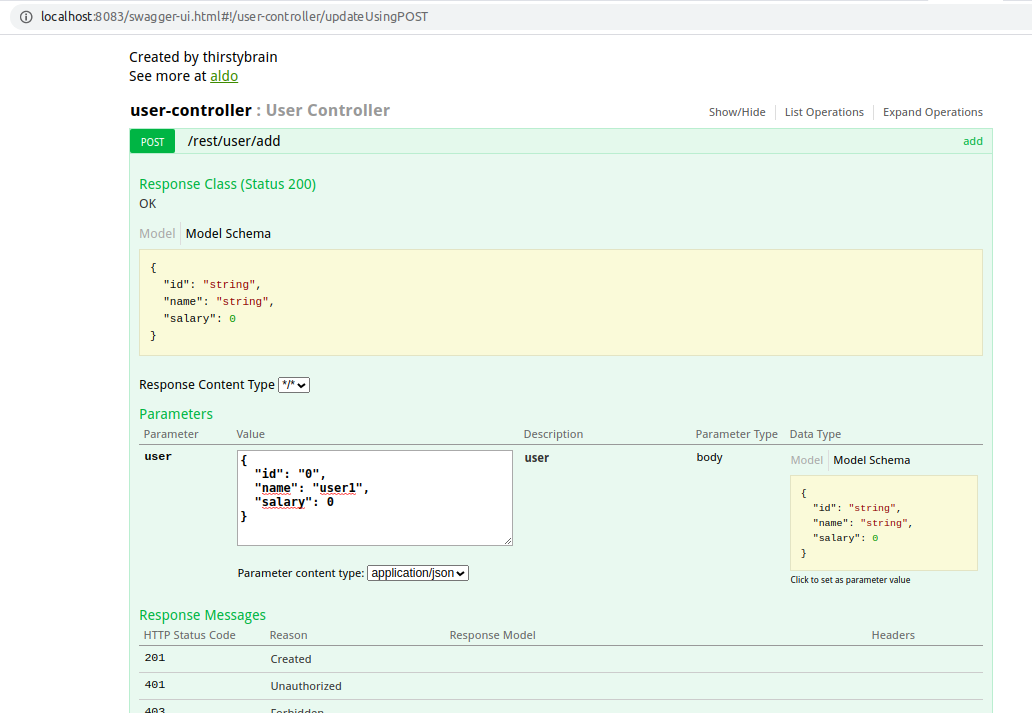 localhost:8083/swagger-ui.html#!/user-controller/updateUsingPOST
Created by thirstybrain
See more at aldo
user-controller : User Controller
Show/Hide
List Operations
Expand Operations
POST /rest/user/add
add
Response Class (Status 200)
OK
Model
Model Schema
{
"id": "string",
"name": "string",
"salary": 0
}
Response Content Type */*
Parameters
Parameter Value Description Parameter Type Data Type
user
{
"id": "0",
"name": "user1",
"salary": 0
}
Parameter content type: application/json
user
body
Model
Model Schema
{
"id": "string",
"name": "string",
"salary": 0
}
Click to set as parameter value
Response Messages
HTTP Status Code Reason Response Model Headers
201 Created
401 Unauthorized
403 Forbidden